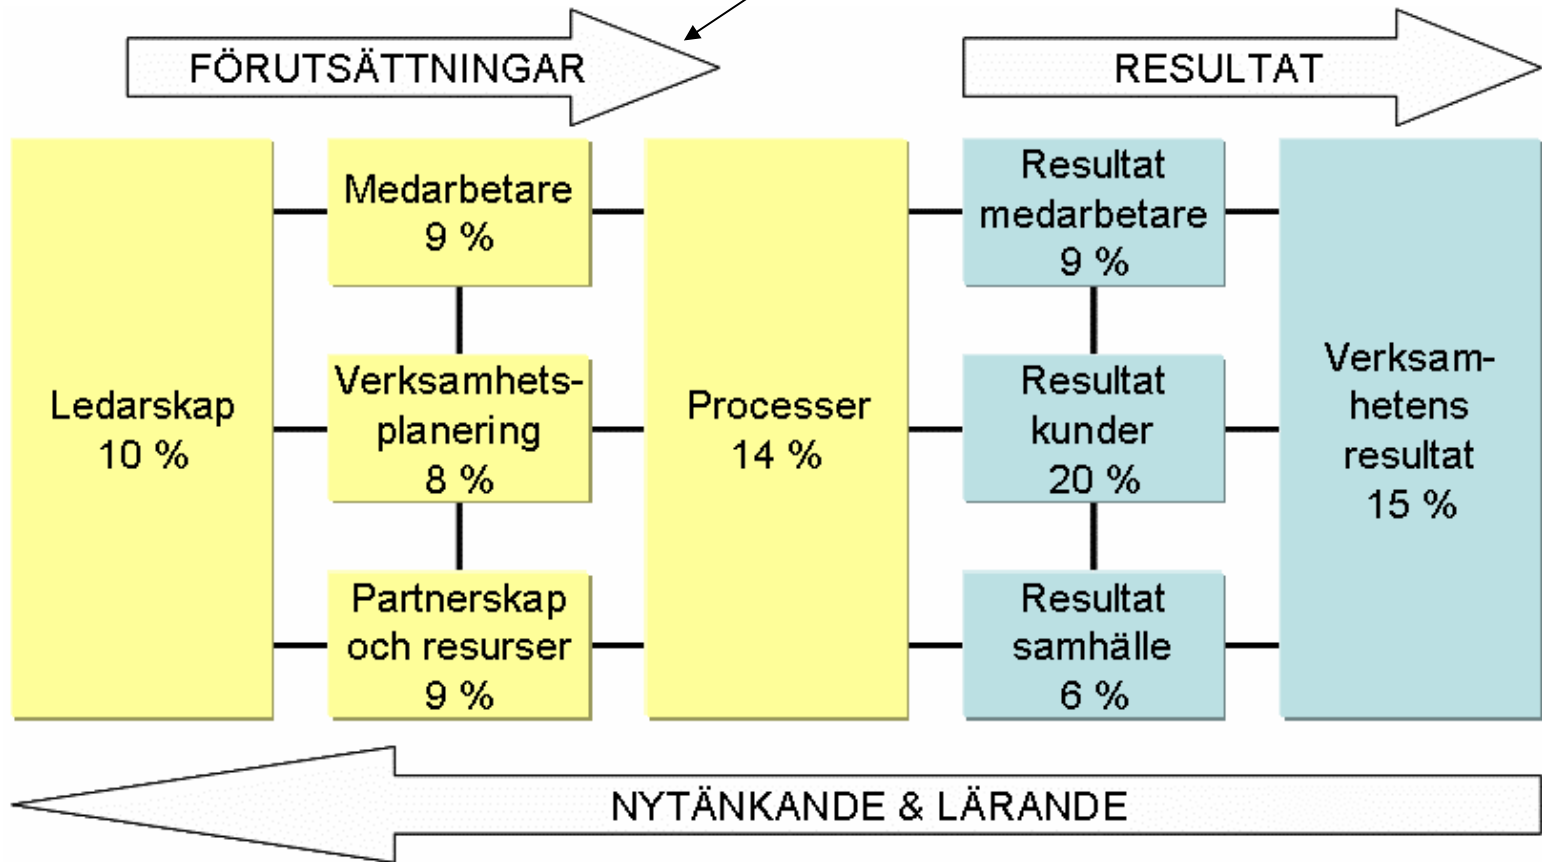 FÖRUTSÄTTNINGAR
RESULTAT
Ledarskap
10 %
Medarbetare
9 %
Verksamhets-
planering
8 %
Partnerskap
och resurser
9 %
Processer
14 %
Resultat
medarbetare
9 %
Resultat
kunder
20 %
Resultat
samhälle
6 %
Verksam-
hetens
resultat
15 %
NYTÄNKANDE & LÄRANDE